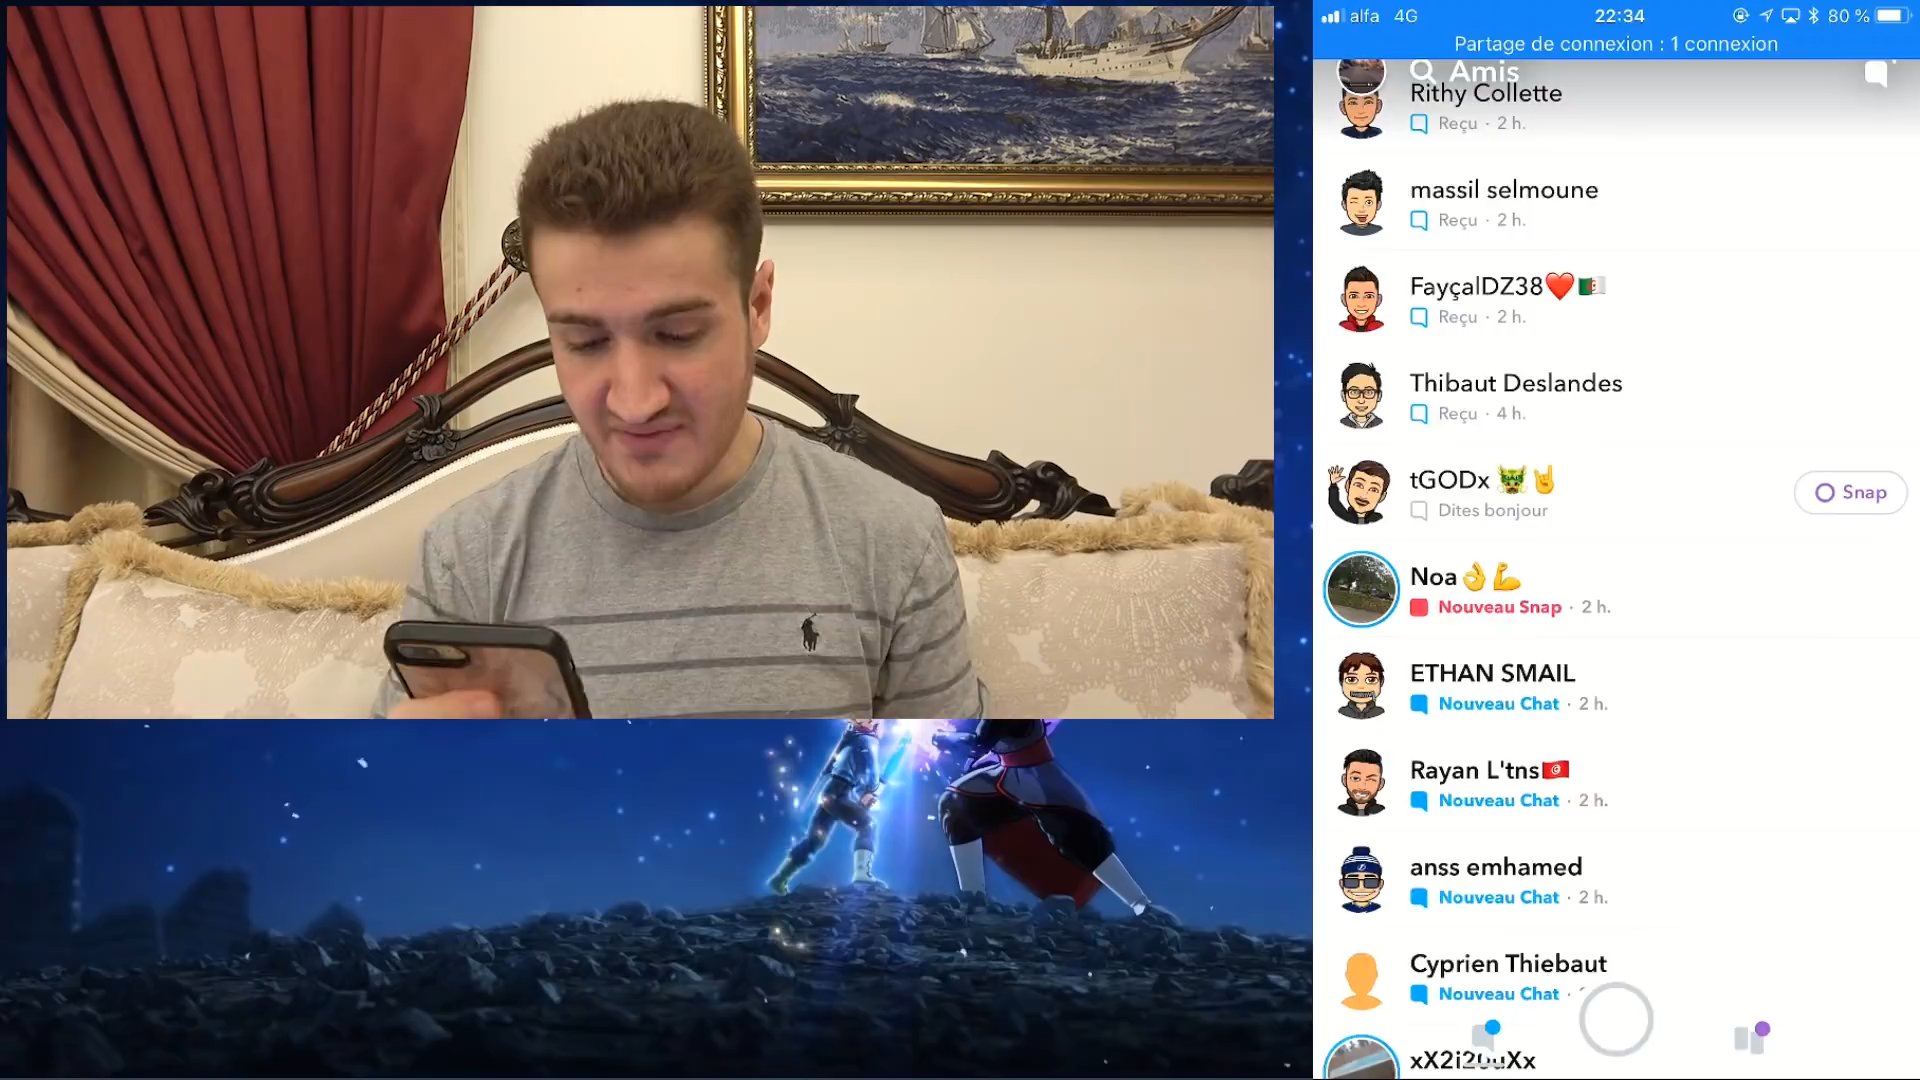 alfa 4G 22:34 80 %
Partage de connexion : 1 connexion
Amis
Rithy Collette
Reçu · 2 h.
massil selmoune
Reçu · 2 h.
FayçalDZ38❤️🇩🇿
Reçu · 2 h.
Thibaut Deslandes
Reçu · 4 h.
tGODx 👹🤘
Dites bonjour
Snap
Noa👌💪
Nouveau Snap · 2 h.
ETHAN SMAIL
Nouveau Chat · 2 h.
Rayan L'tns🇹🇳
Nouveau Chat · 2 h.
anss emhamed
Nouveau Chat · 2 h.
Cyprien Thiebaut
Nouveau Chat ·